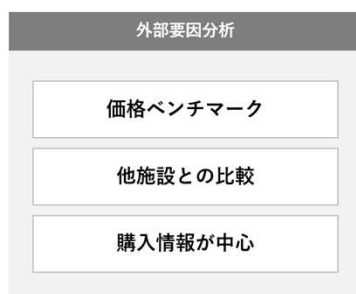 外部要因分析
価格ベンチマーク
他施設との比較
購入情報が中心